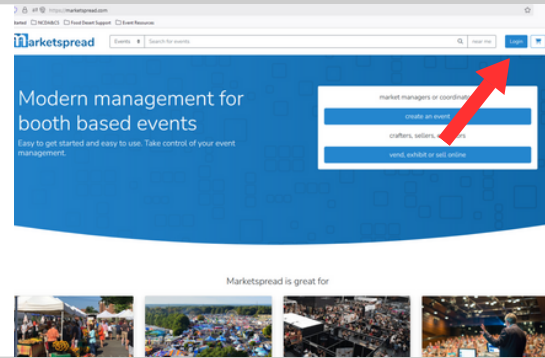 https://marketspread.com
NCDA&CS Food Desert Support Event Resources
marketspread Events Search for events near me Login
Modern management for
booth based events
Easy to get started and easy to use. Take control of your event
management.
market managers or
create an event
crafters, sellers,
vend, exhibit or sell online
Marketspread is great for